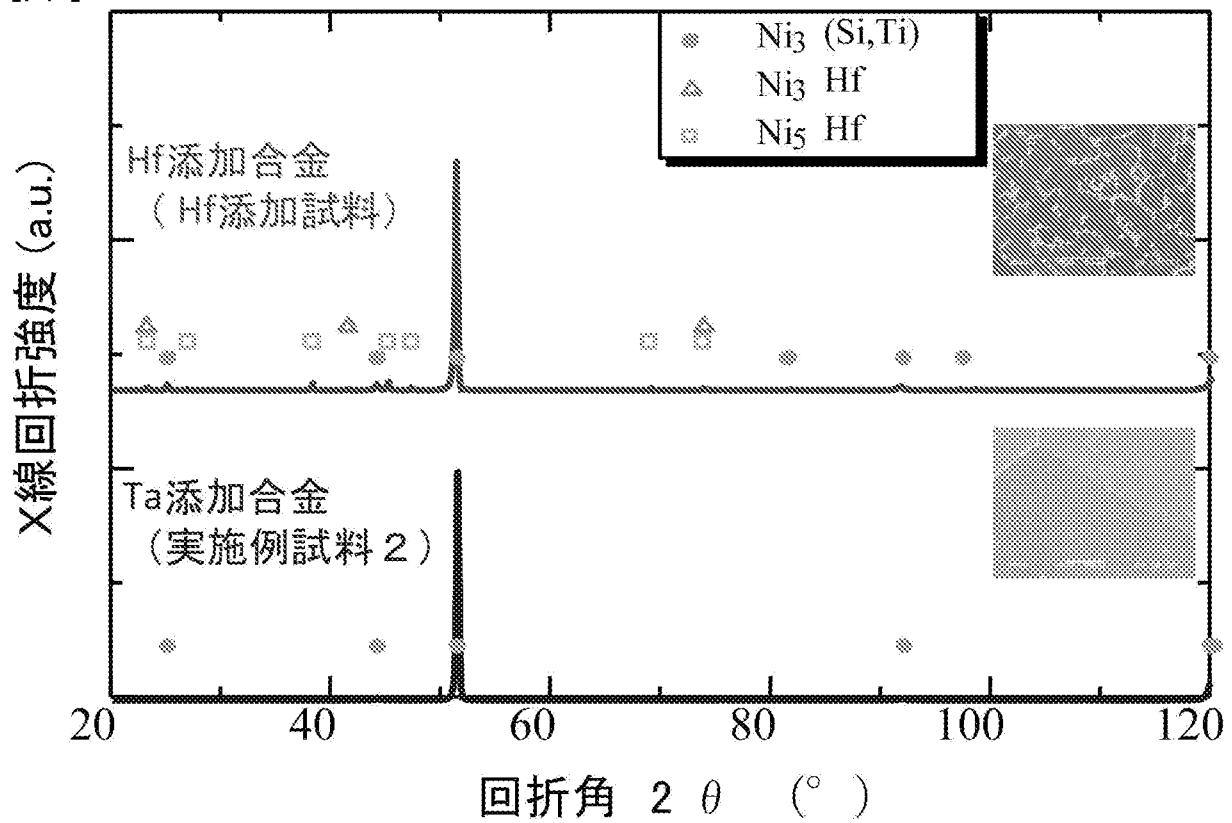 Ni3 (Si,Ti)
Ni3 Hf
Ni5 Hf
Hf添加合金
(Hf添加試料)
X線回折強度 (a.u.)
Ta添加合金
(実施例試料2)
20 40 60 80 100 120
回折角 2 θ (°)